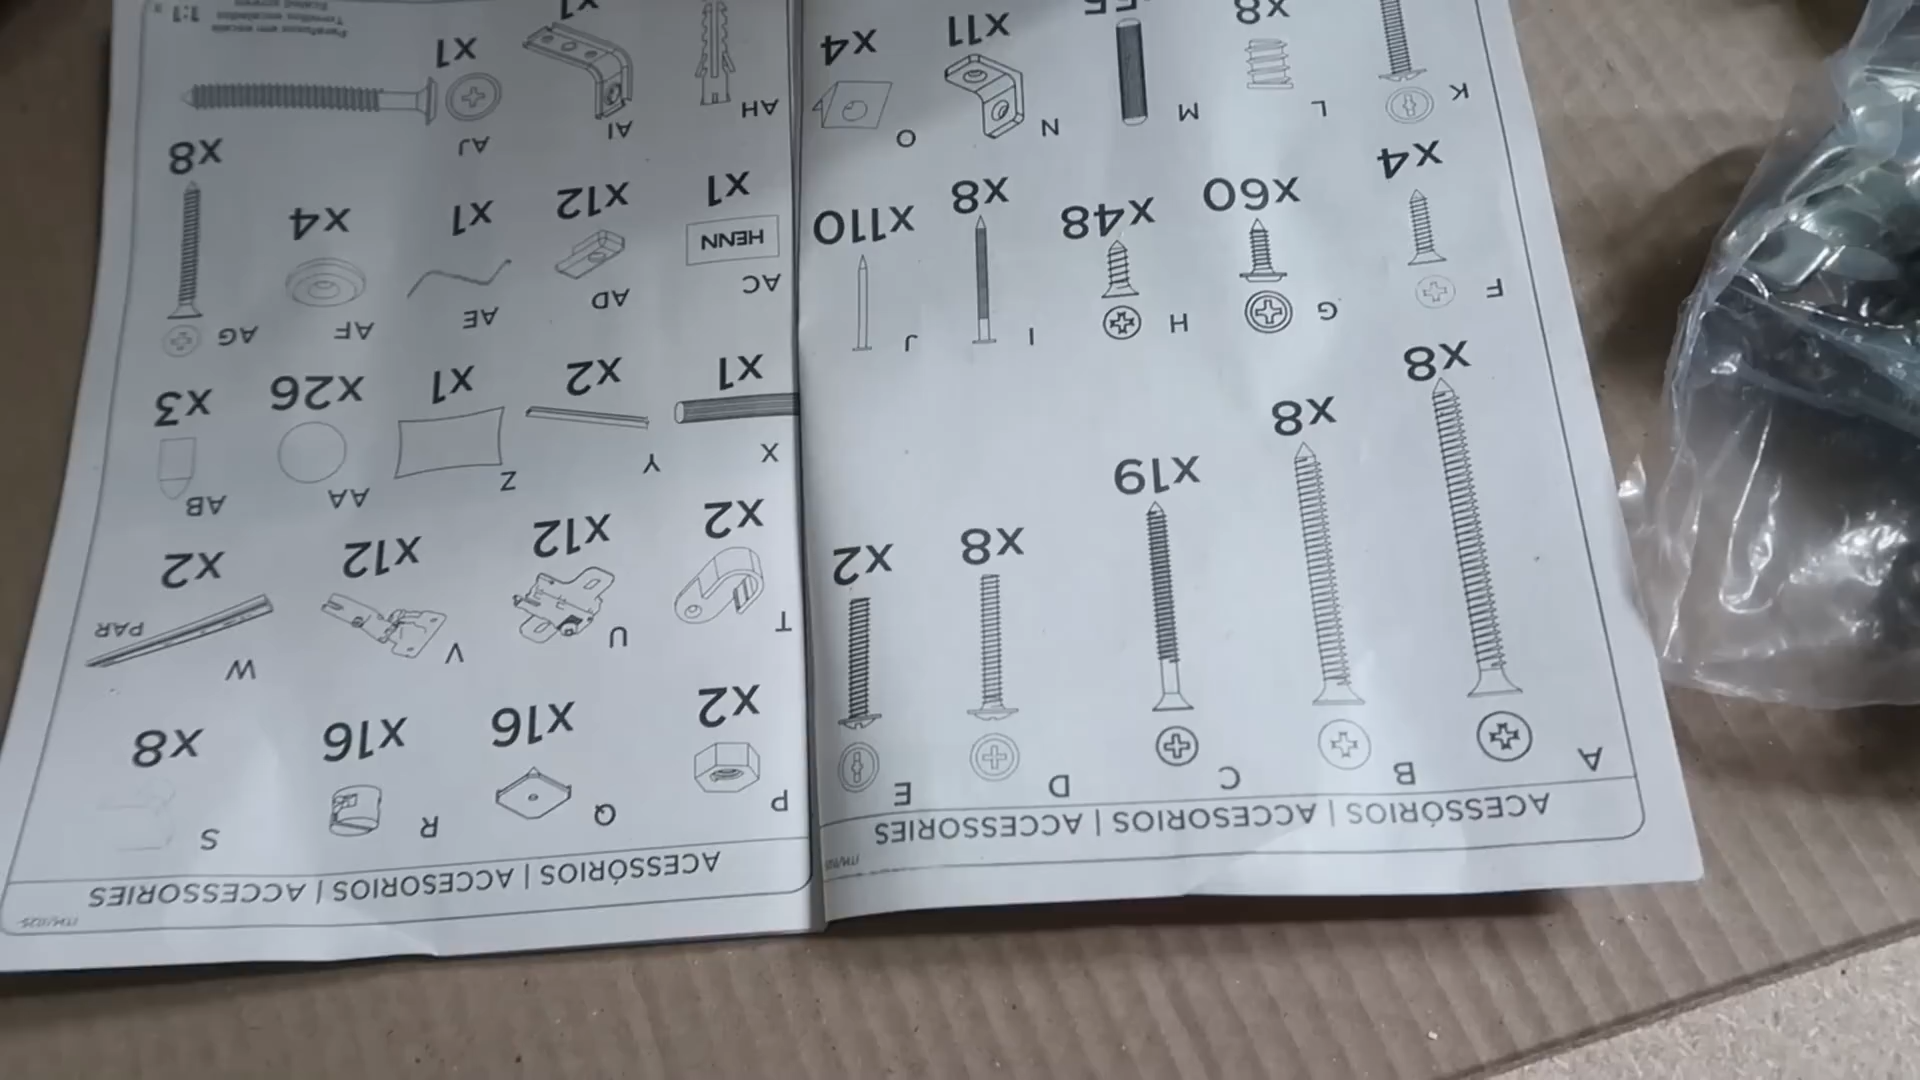 ACESSÓRIOS | ACCESORIOS | ACCESSORIES
A
x8
B
x8
C
x19
D
x8
E
x2
F
x4
G
x60
H
x48
I
x8
J
x110
K
L
x8
M
N
x11
O
x4
ACESSÓRIOS | ACCESORIOS | ACCESSORIES
P
x2
Q
x16
R
x16
S
x8
T
x2
U
x12
V
x12
W
PAR
x2
X
x1
Y
x2
Z
x1
AA
x26
AB
x3
AC
HENN
x1
AD
x12
AE
x1
AF
x4
AG
x8
AH
AI
x1
AJ
x1
1:1